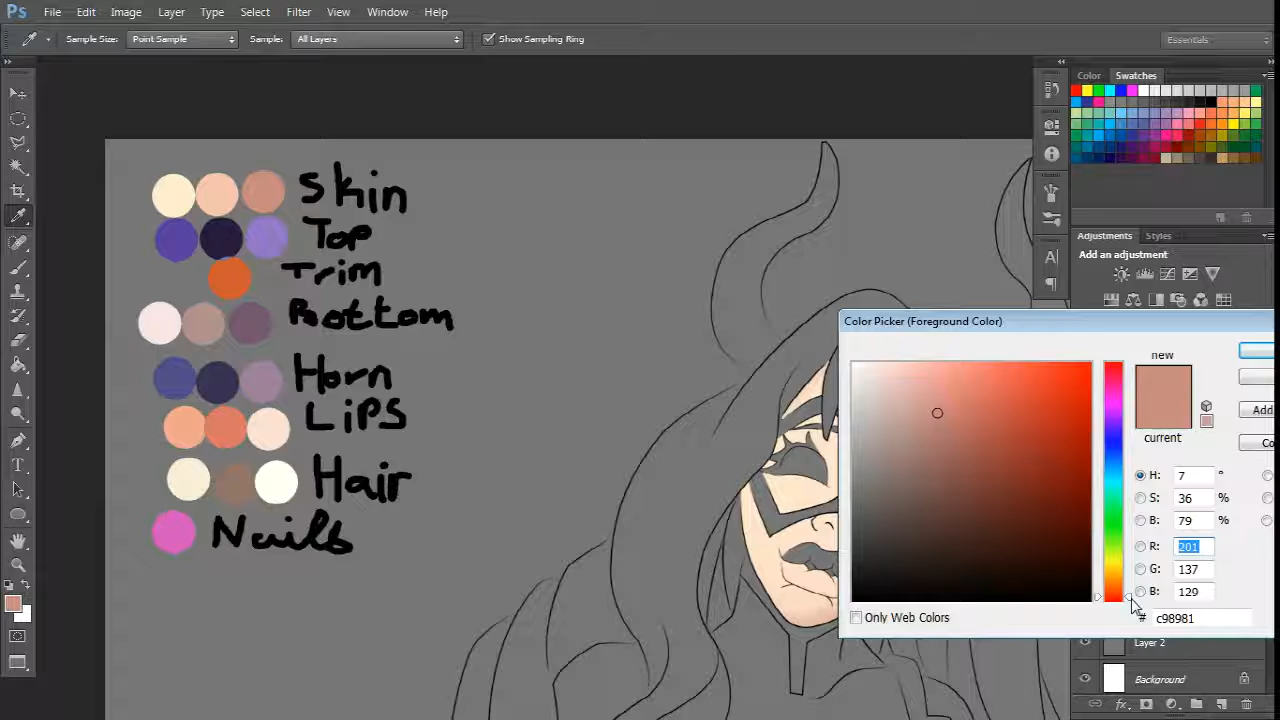 Ps File Edit Image Layer Type Select Filter View Window Help
Sample Size: Point Sample Sample: All Layers Show Sampling Ring Essentials
Color Swatches
Skin
Top
Adjustments Styles
Add an adjustment
Trim
Bottom
Color Picker (Foreground Color)
new
Horn
Add
Lips
current
Co
Hair
H: 7 °
S: 36 %
B: 79 %
Nails
R: 201
G: 137
B: 129
Only Web Colors # c98981
Layer 2
Background
fx